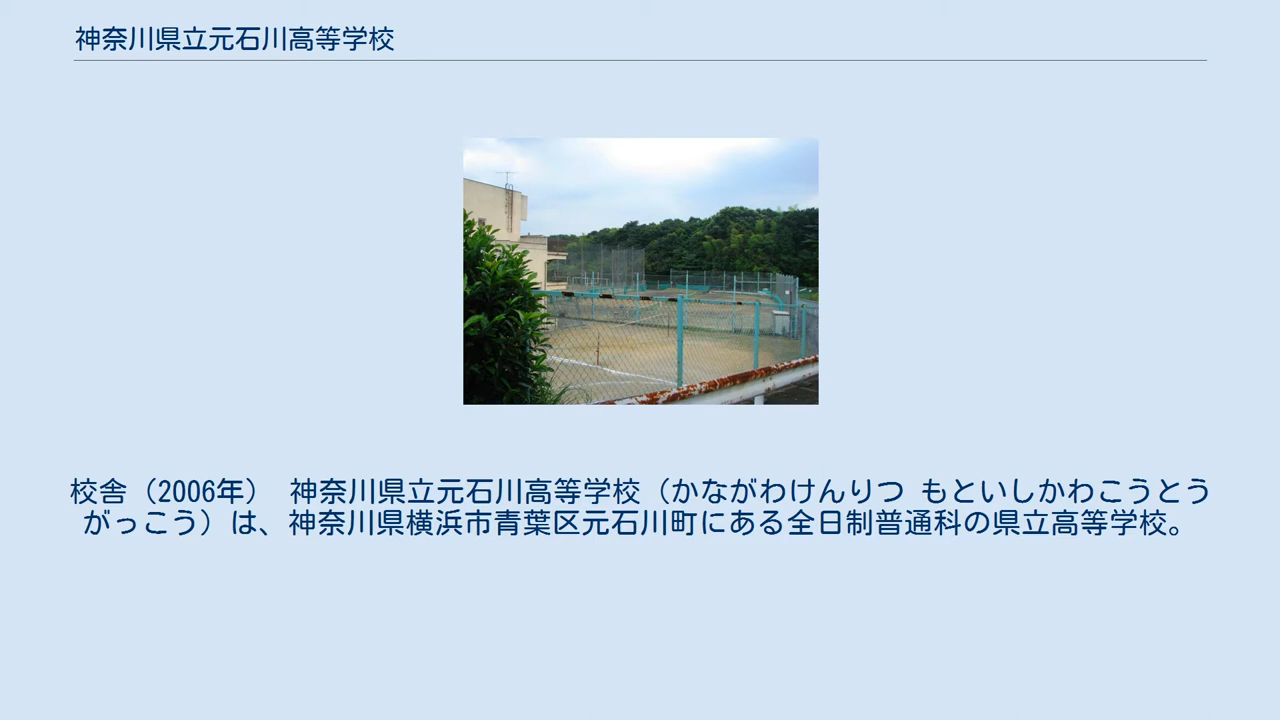 神奈川県立元石川高等学校
校舎（2006年） 神奈川県立元石川高等学校（かながわけんりつ もといしかわこうとう
がっこう）は、神奈川県横浜市青葉区元石川町にある全日制普通科の県立高等学校。